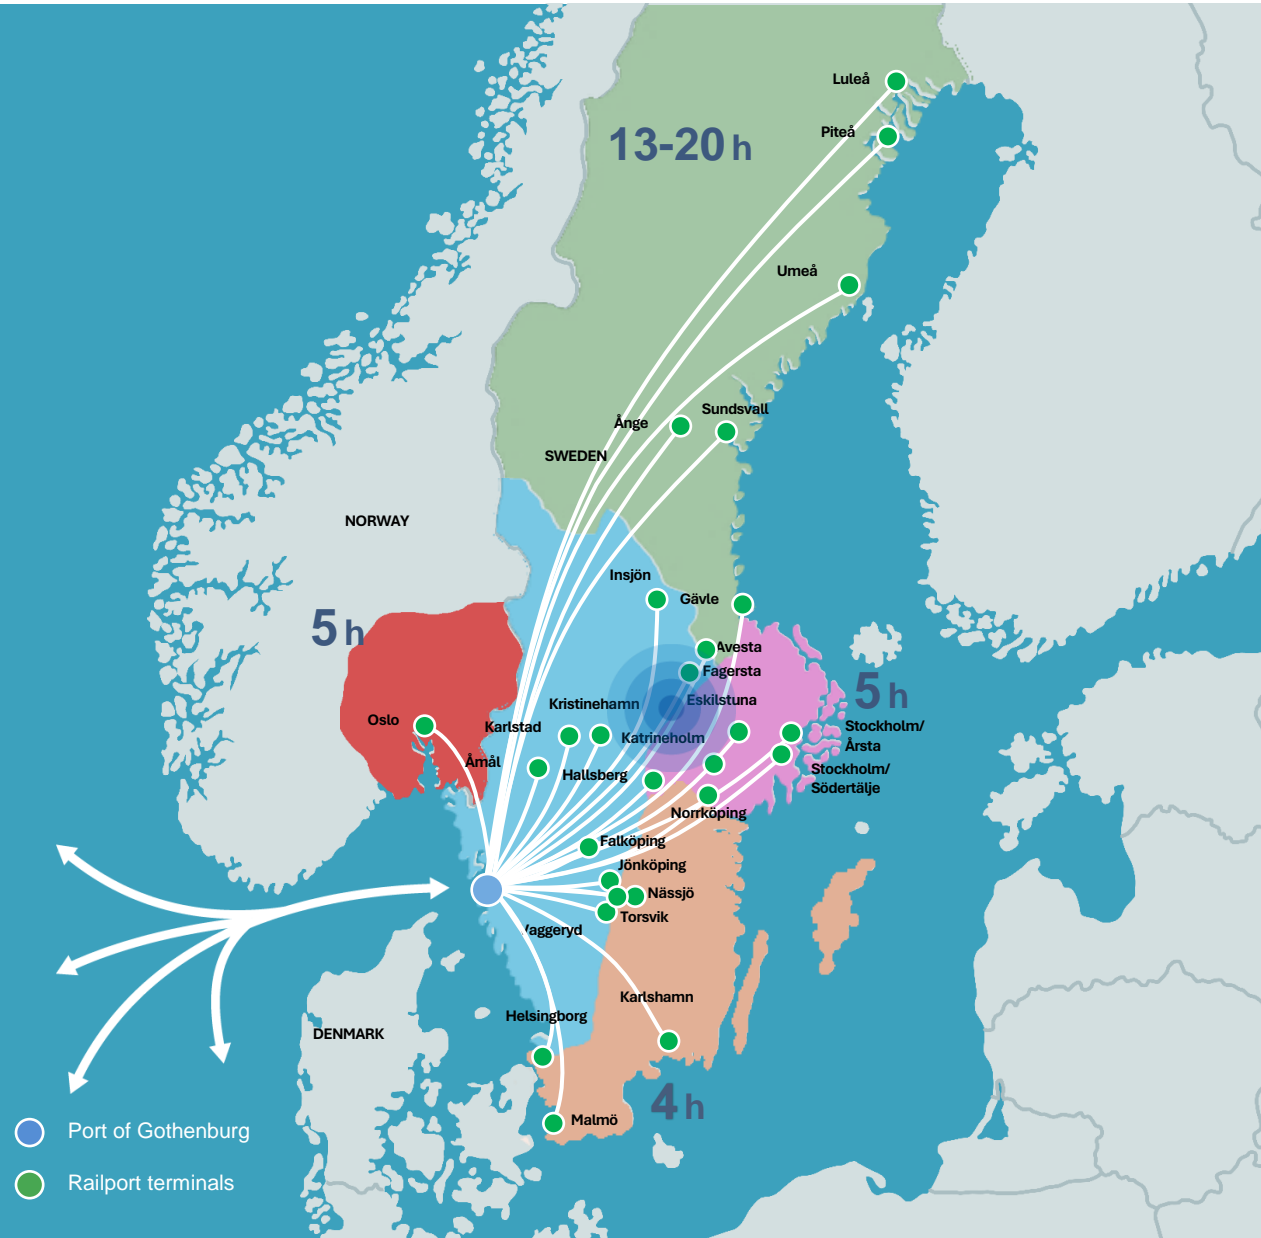 Luleå
13-20 h
Piteå
Umeå
Sundsvall
Ånge
SWEDEN
NORWAY
Insjön
Gävle
5 h
Avesta
Fagersta
5 h
Eskilstuna
Kristinehamn
Oslo
Karlstad
Stockholm/
Årsta
Katrineholm
Åmål
Hallsberg
Stockholm/
Södertälje
Norrköping
Falköping
Jönköping
Nässjö
Torsvik
Vaggeryd
Karlshamn
Helsingborg
DENMARK
4 h
Malmö
Port of Gothenburg
Railport terminals